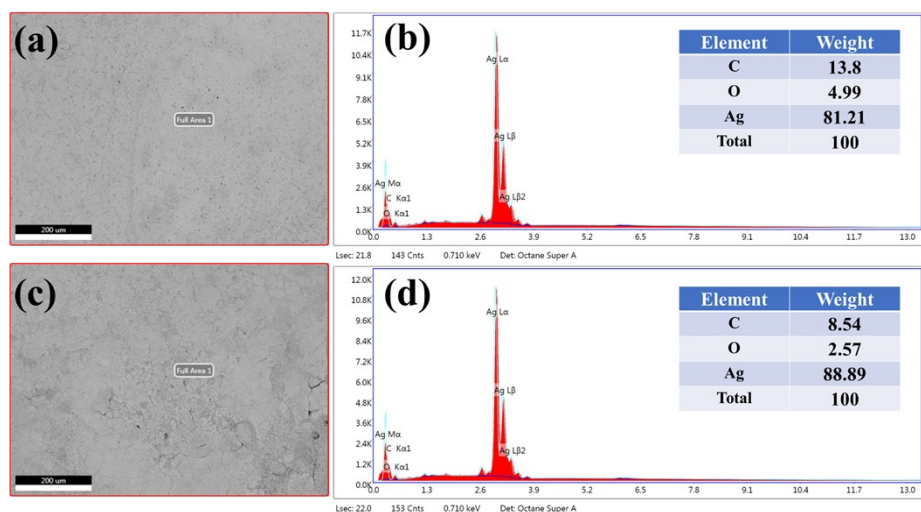 (a)
Full Area 1
200 um
(b)
11.7K
10.4K
9.1K
7.8K
6.5K
5.2K
3.9K
2.6K
1.3K
0.0K
Ag Lα
Ag Lβ
Ag Lβ2
Ag Mα
C Kα1
O Kα1
0.0 1.3 2.6 3.9 5.2 6.5 7.8 9.1 10.4 11.7 13.0
Lsec: 21.8 143 Cnts 0.710 keV Det: Octane Super A
Element Weight
C 13.8
O 4.99
Ag 81.21
Total 100
(c)
Full Area 1
200 um
(d)
12.0K
10.8K
9.6K
8.4K
7.2K
6.0K
4.8K
3.6K
2.4K
1.2K
0.0K
Ag Lα
Ag Lβ
Ag Lβ2
Ag Mα
C Kα1
O Kα1
0.0 1.3 2.6 3.9 5.2 6.5 7.8 9.1 10.4 11.7 13.0
Lsec: 22.0 153 Cnts 0.710 keV Det: Octane Super A
Element Weight
C 8.54
O 2.57
Ag 88.89
Total 100